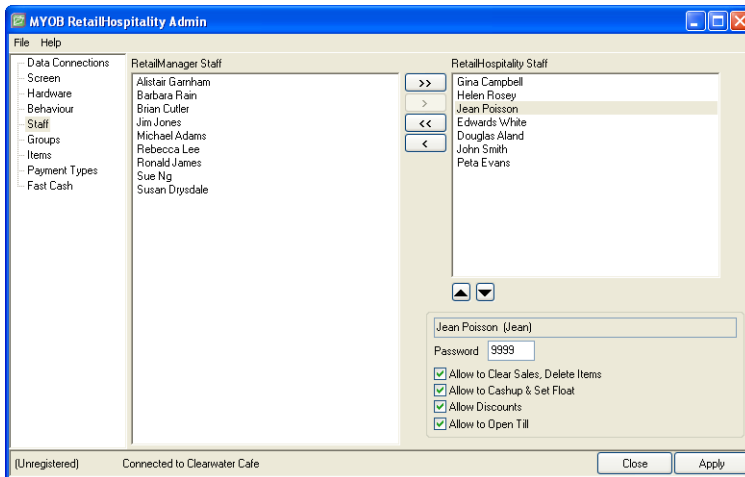 MYOB RetailHospitality Admin
File Help
Data Connections
Screen
Hardware
Behaviour
Staff
Groups
Items
Payment Types
Fast Cash
RetailManager Staff
Alistair Garnham
Barbara Rain
Brian Cutler
Jim Jones
Michael Adams
Rebecca Lee
Ronald James
Sue Ng
Susan Drysdale
>>
>
<<
<
RetailHospitality Staff
Gina Campbell
Helen Rosey
Jean Poisson
Edwards White
Douglas Aland
John Smith
Peta Evans
Jean Poisson (Jean)
Password 9999
Allow to Clear Sales, Delete Items
Allow to Cashup & Set Float
Allow Discounts
Allow to Open Till
(Unregistered) Connected to Clearwater Cafe Close Apply